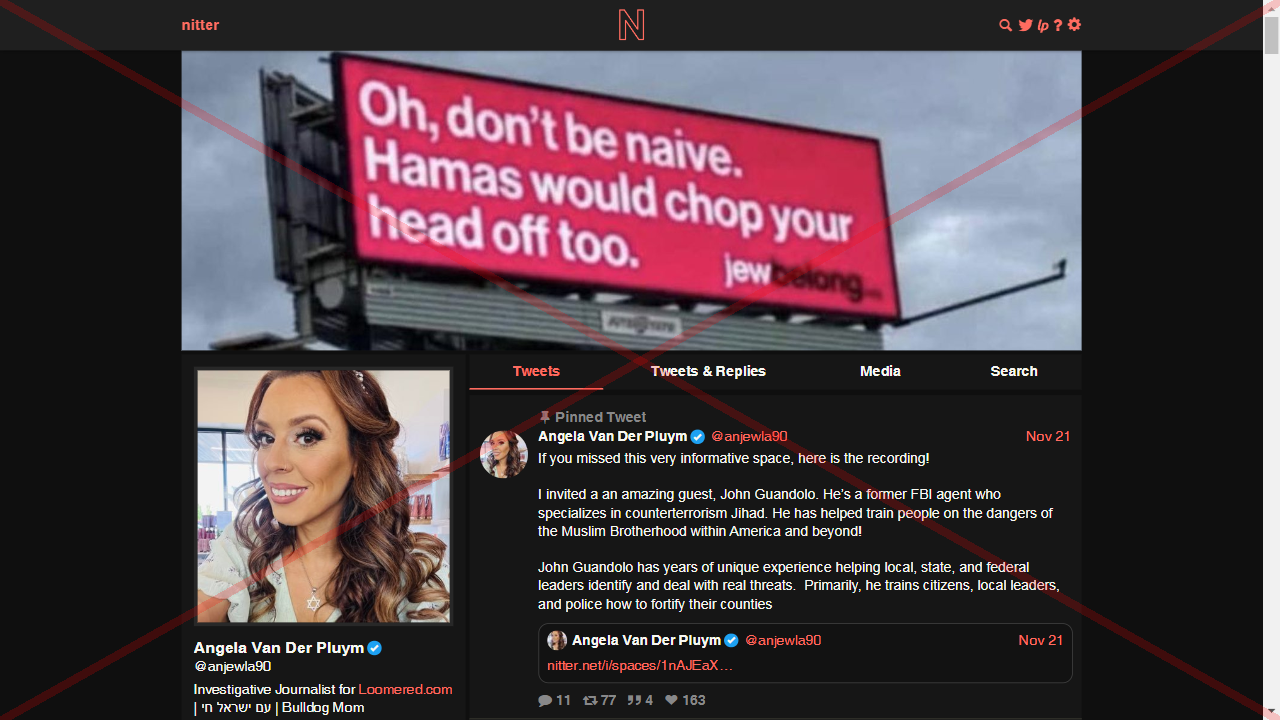 nitter
N
lp ?
Oh, don't be naive.
Hamas would chop your
head off too.
jewbelong
Tweets
Tweets & Replies
Media
Search
Pinned Tweet
Angela Van Der Pluym @anjewla90 Nov 21
If you missed this very informative space, here is the recording!
I invited a an amazing guest, John Guandolo. He's a former FBI agent who
specializes in counterterrorism Jihad. He has helped train people on the dangers of
the Muslim Brotherhood within America and beyond!
John Guandolo has years of unique experience helping local, state, and federal
leaders identify and deal with real threats.  Primarily, he trains citizens, local leaders,
and police how to fortify their counties
Angela Van Der Pluym @anjewla90 Nov 21
nitter.net/i/spaces/1nAJEaX…
11 77 4 163
Angela Van Der Pluym
@anjewla90
Investigative Journalist for Loomered.com
| עם ישראל חי | Bulldog Mom